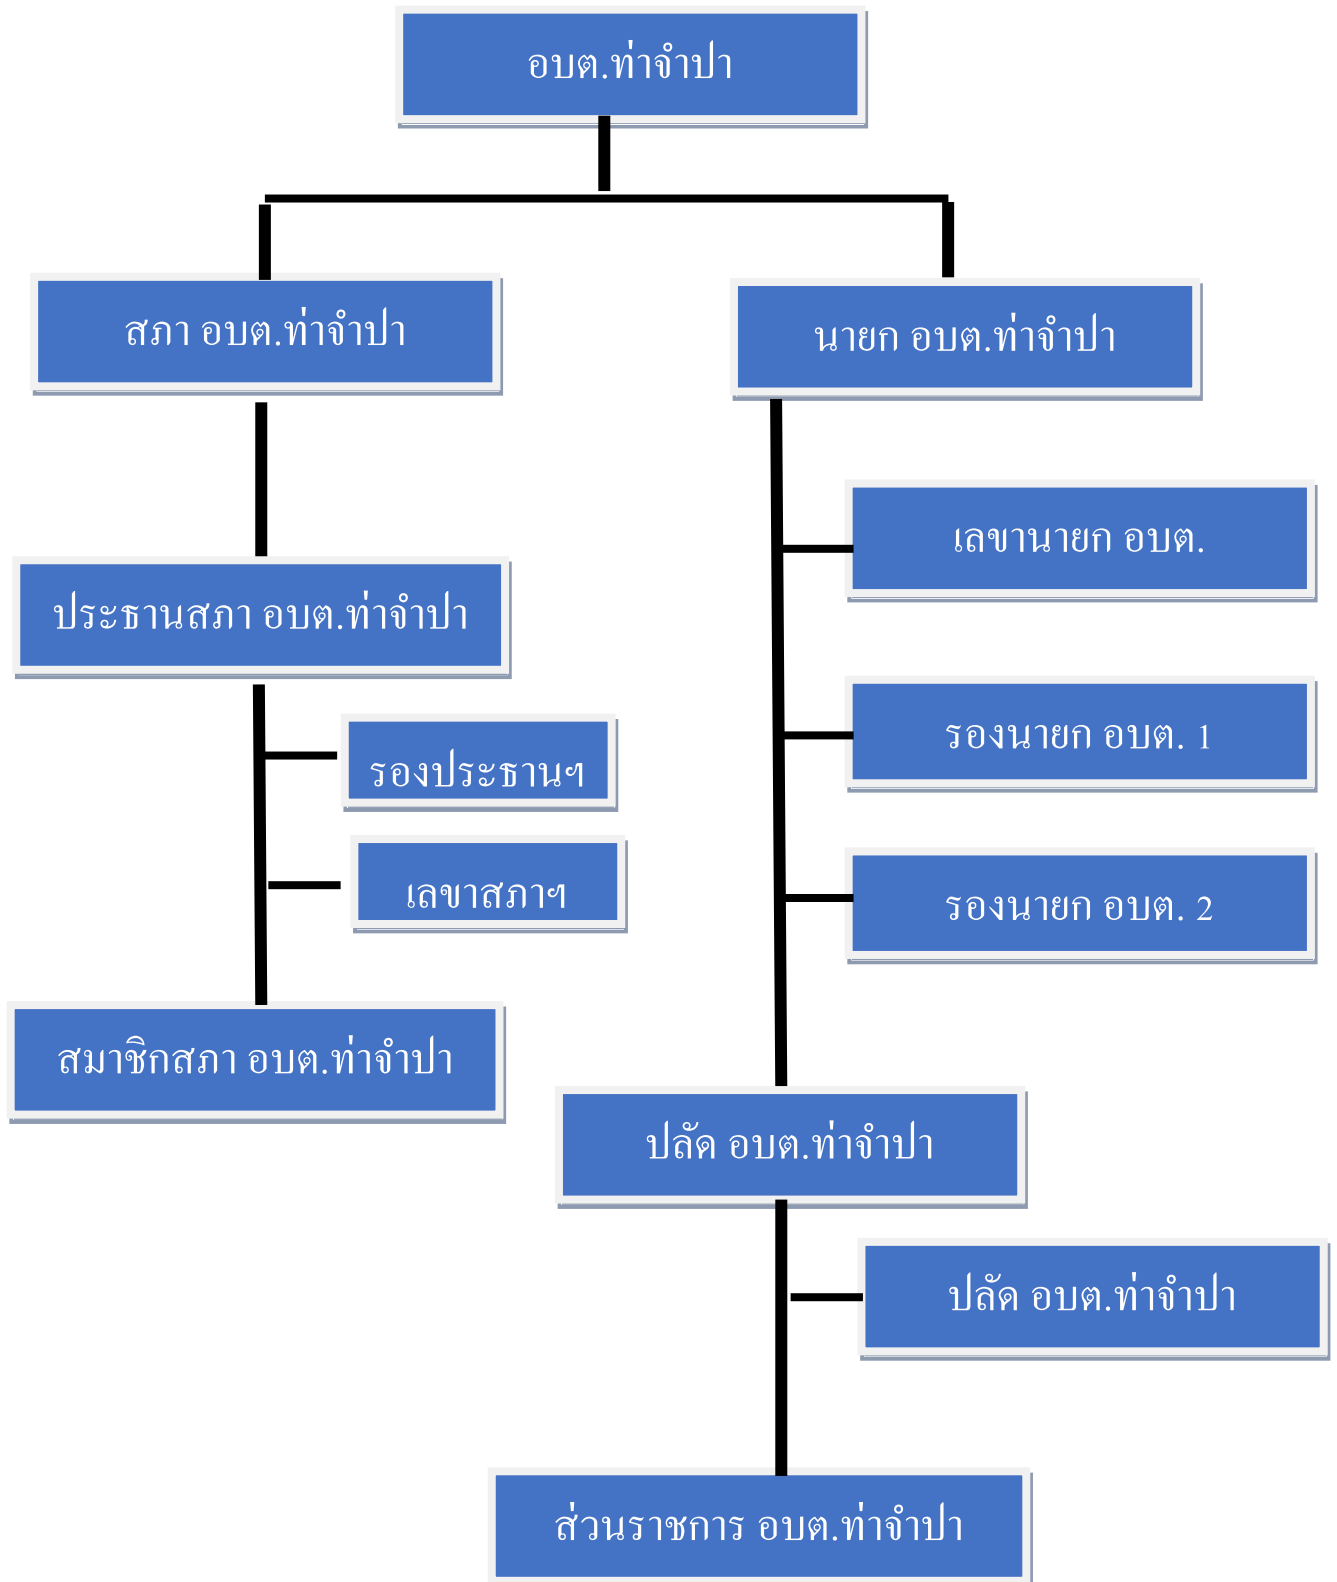 อบต.ท่าจำปา
สภา อบต.ท่าจำปา
นายก อบต.ท่าจำปา
เลขานายก อบต.
ประธานสภา อบต.ท่าจำปา
รองนายก อบต. 1
รองประธานฯ
เลขาสภาฯ
รองนายก อบต. 2
สมาชิกสภา อบต.ท่าจำปา
ปลัด อบต.ท่าจำปา
ปลัด อบต.ท่าจำปา
ส่วนราชการ อบต.ท่าจำปา